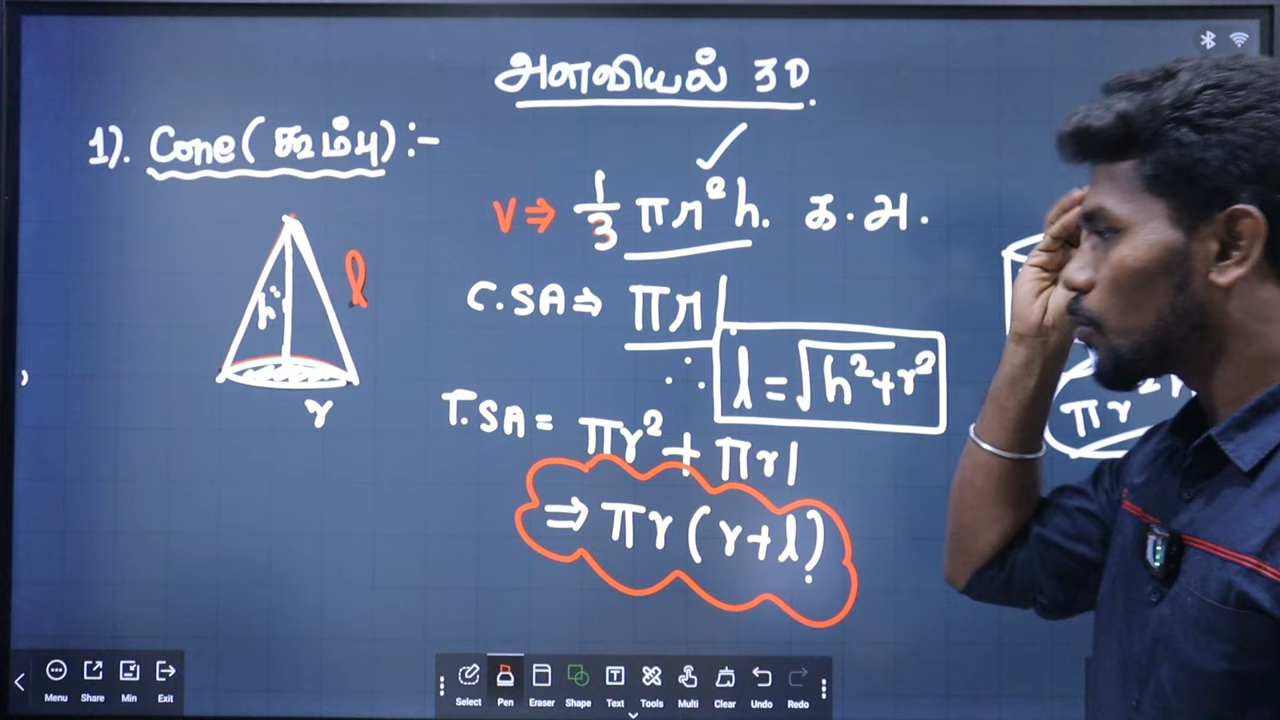 அளவியல் 3D.
1). Cone (கூம்பு) :-
V ⇒ 1/3 πr²h. க.அ.
h
l
r
C.SA ⇒ πrl
∴ l = √h²+r²
T.SA = πr² + πrl
⇒ πr (r+l)
Menu Share Min Exit
Select Pen Eraser Shape Text Tools Multi Clear Undo Redo